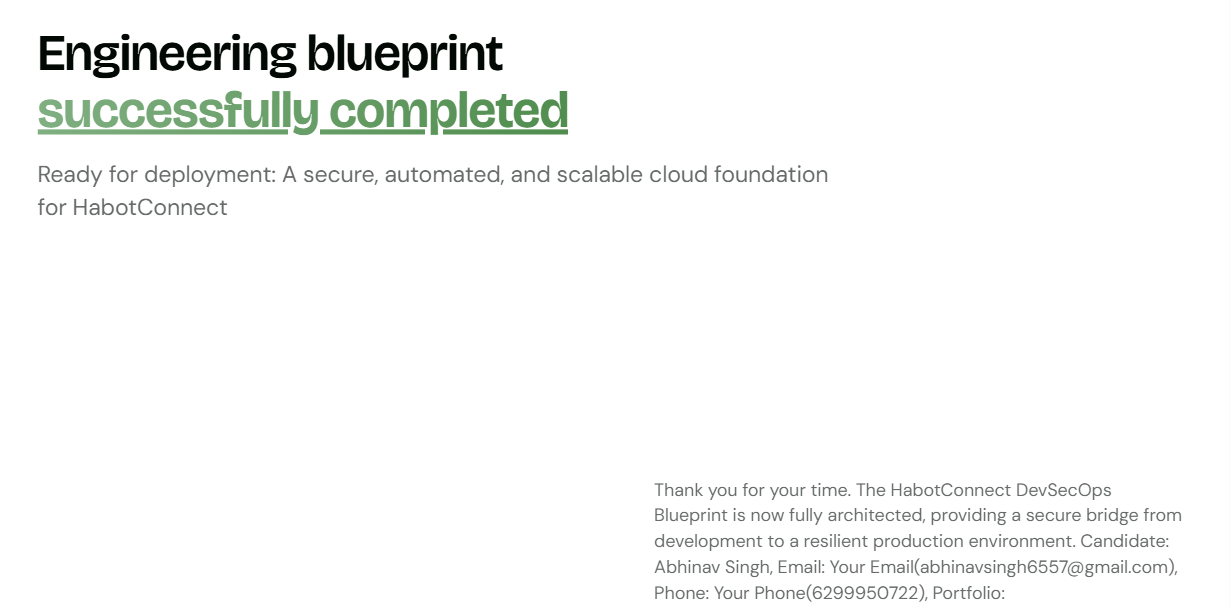 Engineering blueprint
successfully completed
Ready for deployment: A secure, automated, and scalable cloud foundation
for HabotConnect
Thank you for your time. The HabotConnect DevSecOps
Blueprint is now fully architected, providing a secure bridge from
development to a resilient production environment. Candidate:
Abhinav Singh, Email: Your Email(abhinavsingh6557@gmail.com),
Phone: Your Phone(6299950722), Portfolio: